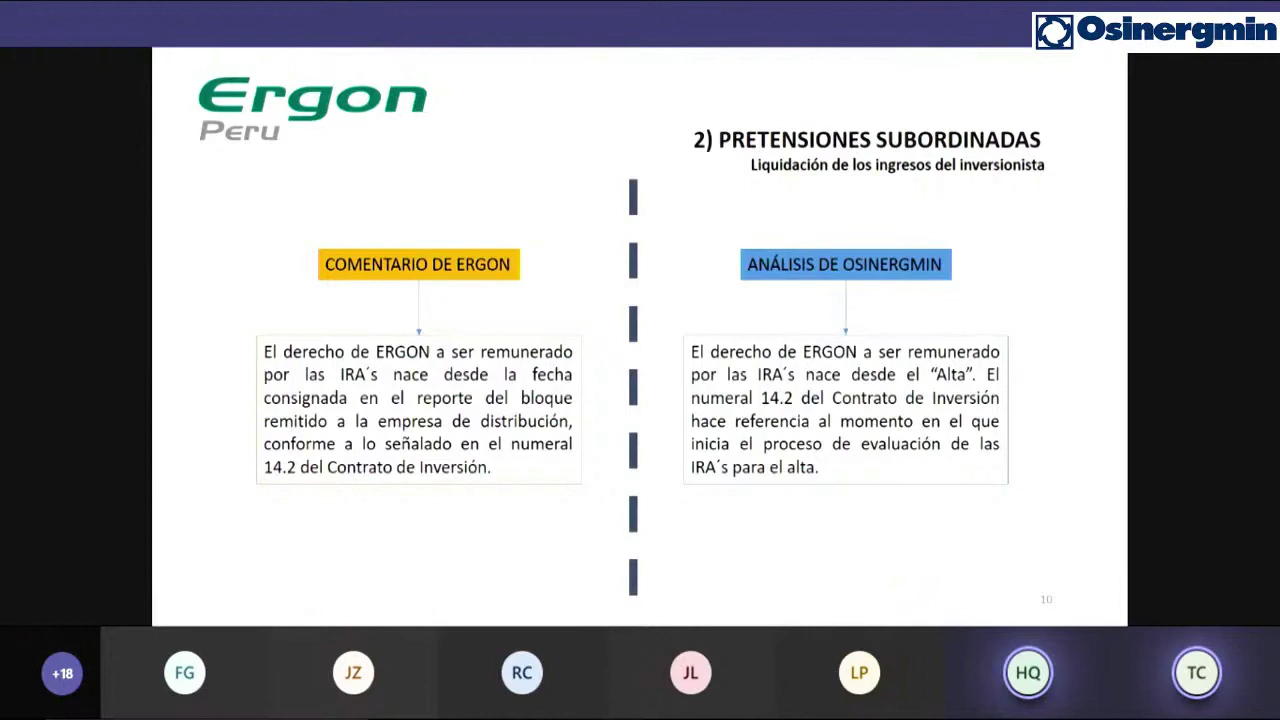 Osinergmin
Ergon
Peru
2) PRETENSIONES SUBORDINADAS
Liquidación de los ingresos del inversionista
COMENTARIO DE ERGON
El derecho de ERGON a ser remunerado
por las IRA´s nace desde la fecha
consignada en el reporte del bloque
remitido a la empresa de distribución,
conforme a lo señalado en el numeral
14.2 del Contrato de Inversión.
ANÁLISIS DE OSINERGMIN
El derecho de ERGON a ser remunerado
por las IRA´s nace desde el “Alta”. El
numeral 14.2 del Contrato de Inversión
hace referencia al momento en el que
inicia el proceso de evaluación de las
IRA´s para el alta.
10
+18
FG
JZ
RC
JL
LP
HQ
TC